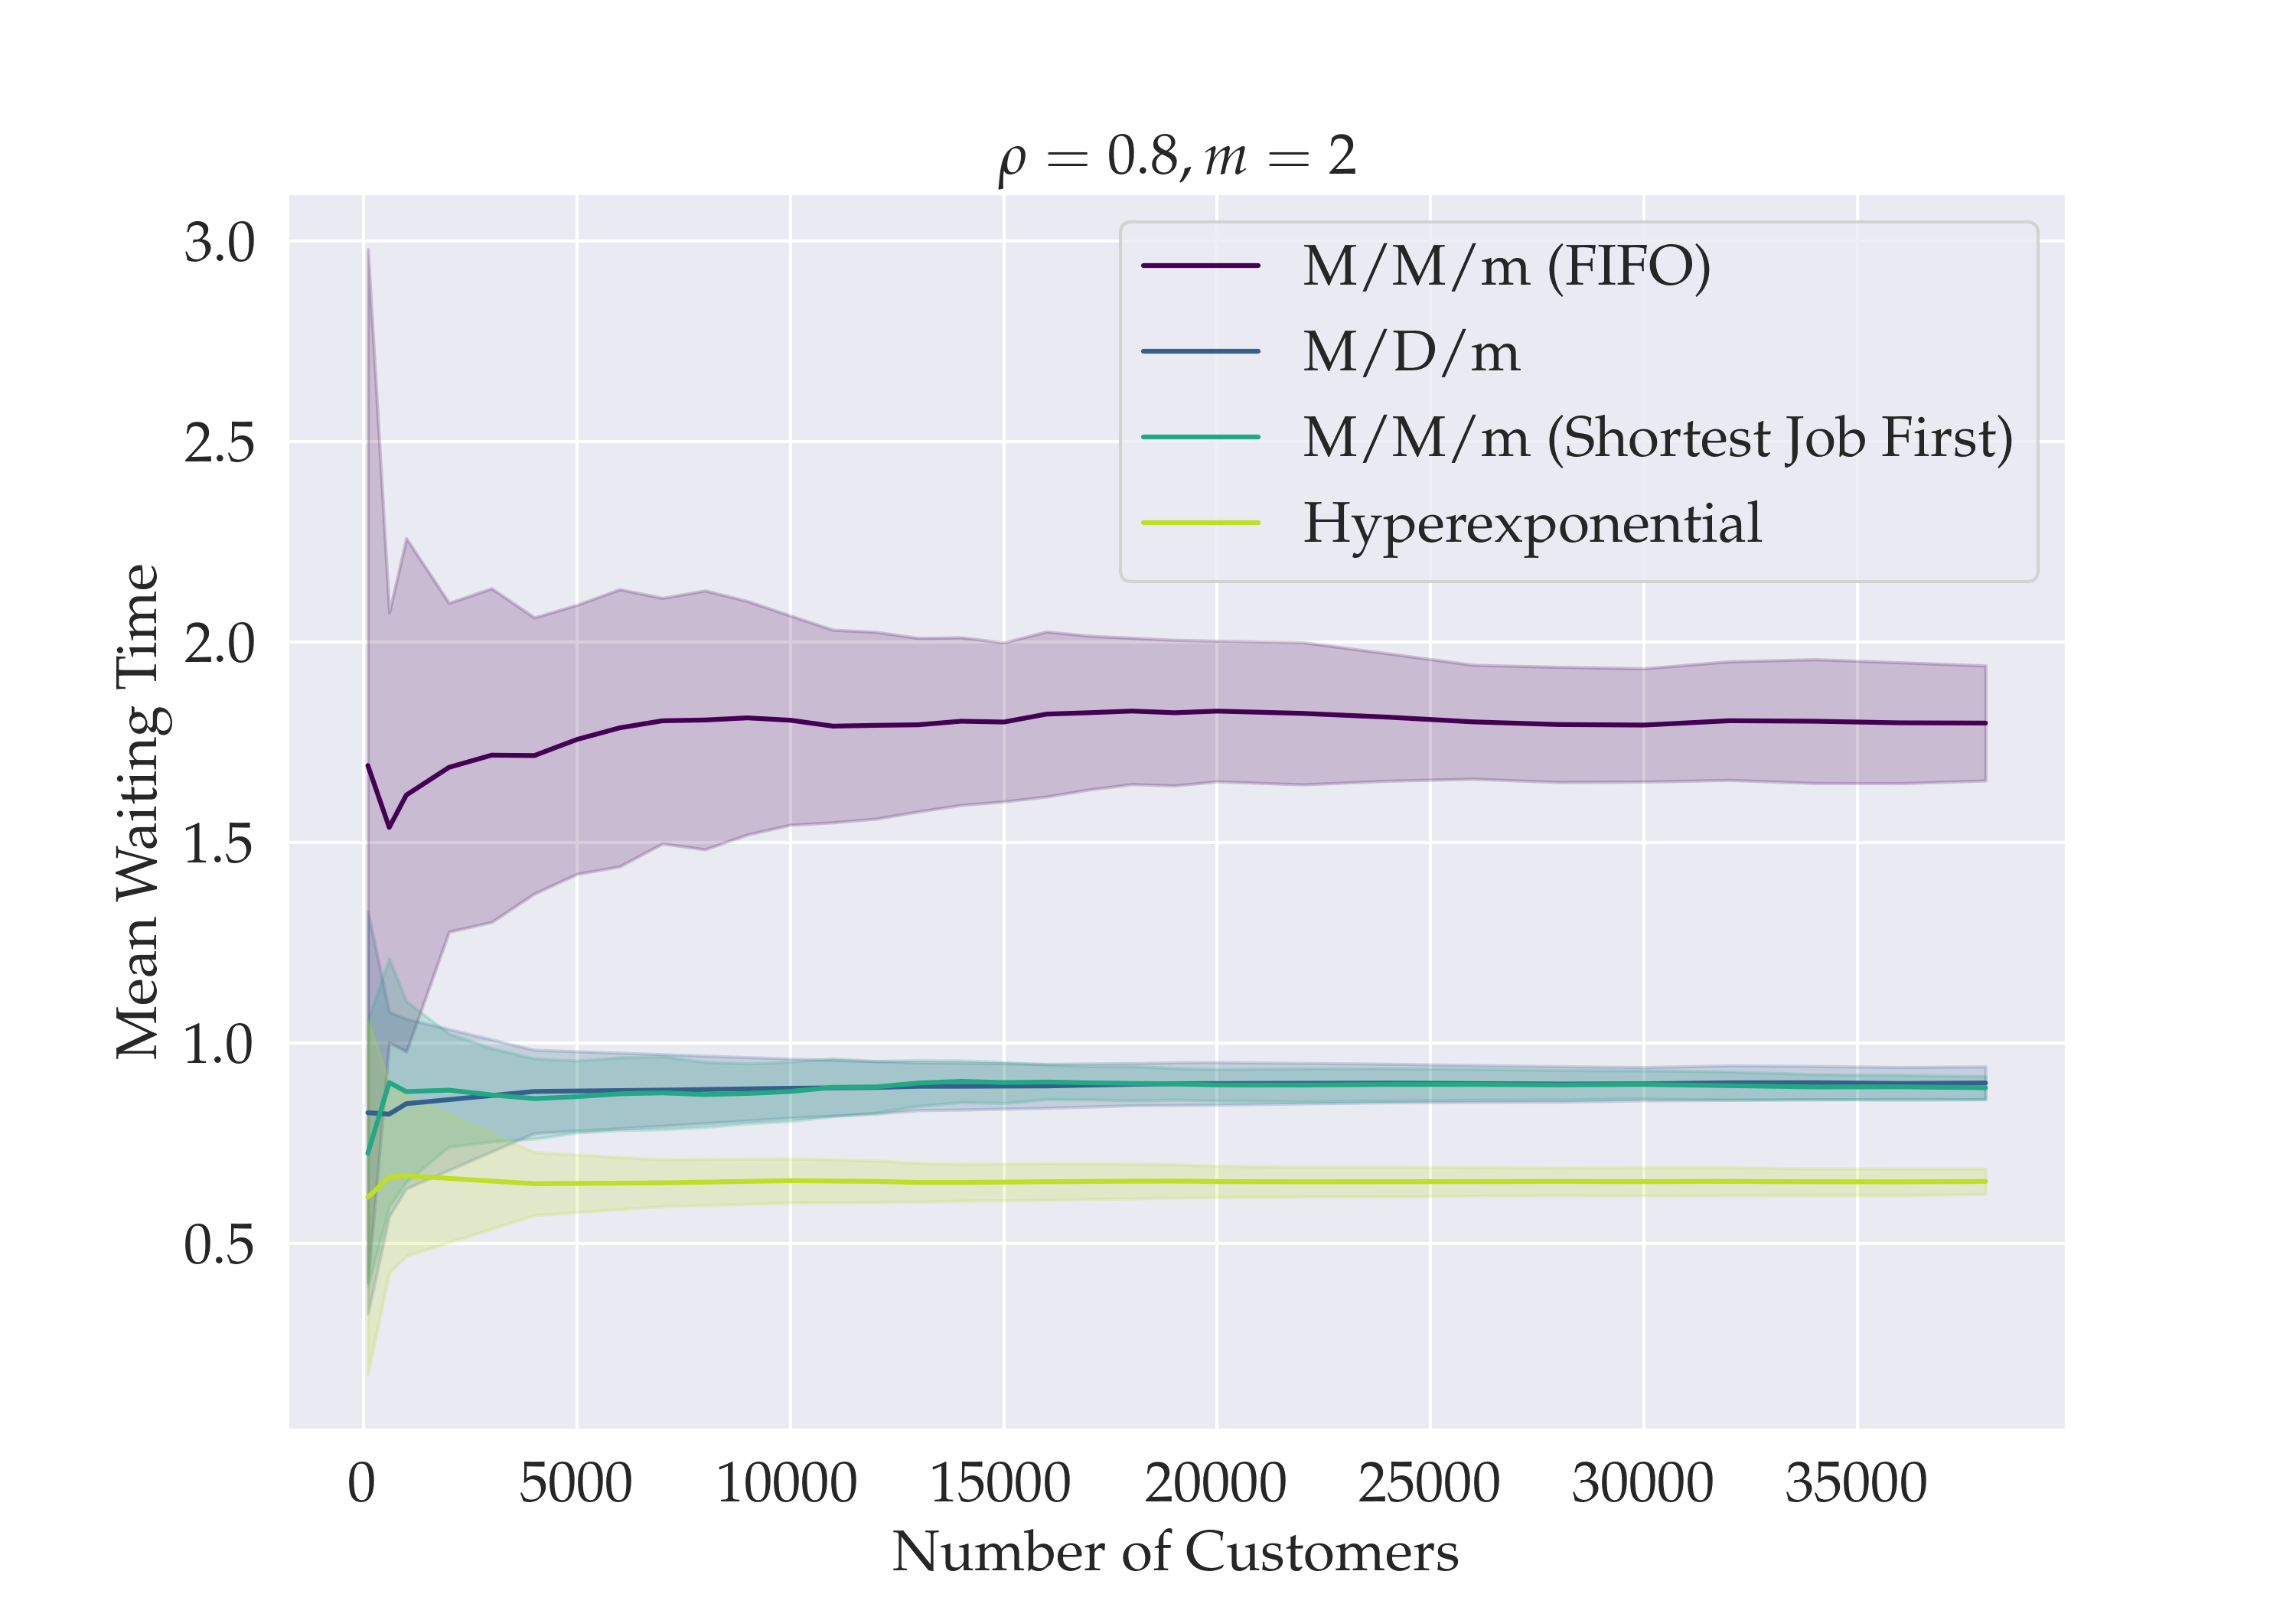 ρ = 0.8, m = 2
3.0
2.5
2.0
1.5
1.0
0.5
Mean Waiting Time
M/M/m (FIFO)
M/D/m
M/M/m (Shortest Job First)
Hyperexponential
0 5000 10000 15000 20000 25000 30000 35000
Number of Customers